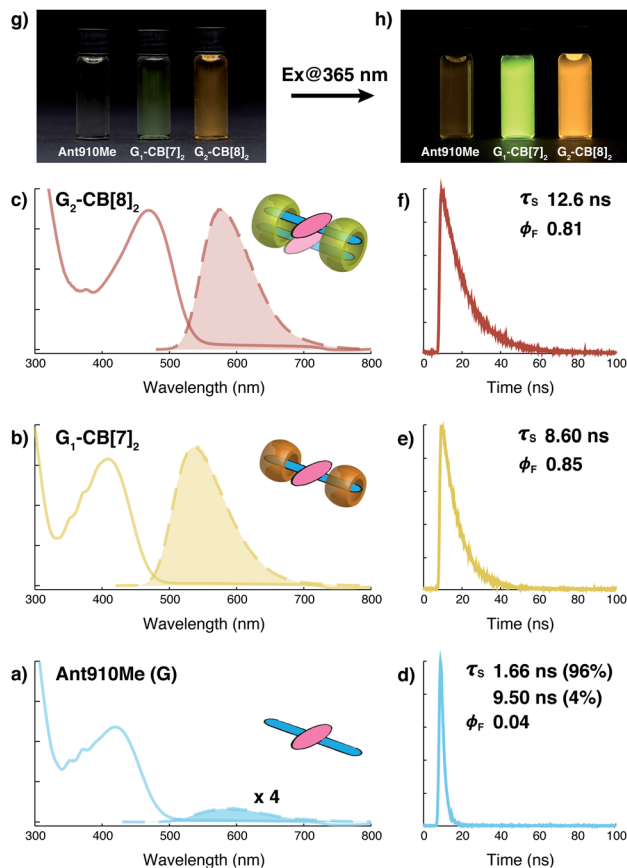 g)
Ant910Me G₁-CB[7]₂ G₂-CB[8]₂
Ex@365 nm
h)
Ant910Me G₁-CB[7]₂ G₂-CB[8]₂
c) G₂-CB[8]₂
300 400 500 600 700 800
Wavelength (nm)
f)
τS 12.6 ns
ϕF 0.81
0 20 40 60 80 100
Time (ns)
b) G₁-CB[7]₂
300 400 500 600 700 800
Wavelength (nm)
e)
τS 8.60 ns
ϕF 0.85
0 20 40 60 80 100
Time (ns)
a) Ant910Me (G)
x 4
300 400 500 600 700 800
Wavelength (nm)
d)
τS 1.66 ns (96%)
9.50 ns (4%)
ϕF 0.04
0 20 40 60 80 100
Time (ns)